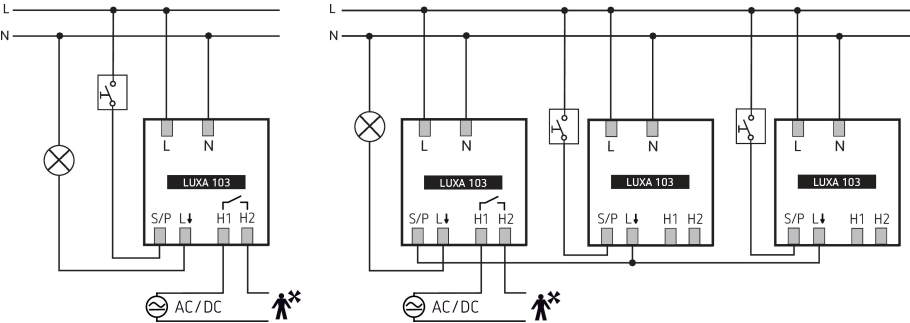 L L
N N
L N L N L N L N
LUXA 103 LUXA 103 LUXA 103 LUXA 103
S/P L↓ H1 H2 S/P L↓ H1 H2 S/P L↓ H1 H2 S/P L↓ H1 H2
AC/DC AC/DC